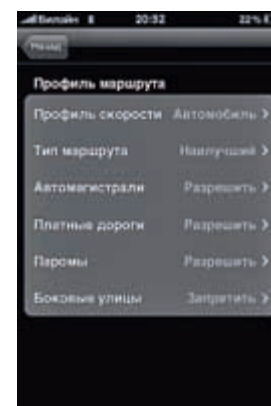 Билайн 20:52 22%
Назад
Профиль маршрута
Профиль скорости Автомобиль >
Тип маршрута Наилучший >
Автомагистрали Разрешить >
Платные дороги Разрешить >
Паромы Разрешить >
Боковые улицы Запретить >